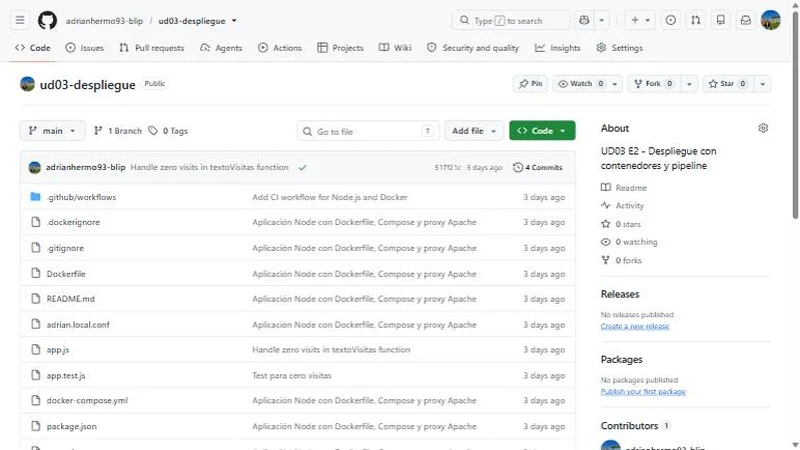 adrianhermo93-blip / ud03-despliegue
Type / to search
Code Issues Pull requests Agents Actions Projects Wiki Security and quality Insights Settings
ud03-despliegue Public
Pin Watch 0 Fork 0 Star 0
main 1 Branch 0 Tags
Go to file T
Add file
Code
adrianhermo93-blip Handle zero visits in textoVisitas function
3 days ago 4 Commits
.github/workflows Add CI workflow for Node.js and Docker 3 days ago
.dockerignore Aplicación Node con Dockerfile, Compose y proxy Apache 3 days ago
.gitignore Aplicación Node con Dockerfile, Compose y proxy Apache 3 days ago
Dockerfile Aplicación Node con Dockerfile, Compose y proxy Apache 3 days ago
README.md Aplicación Node con Dockerfile, Compose y proxy Apache 3 days ago
adrian.local.conf Aplicación Node con Dockerfile, Compose y proxy Apache 3 days ago
app.js Handle zero visits in textoVisitas function 3 days ago
app.test.js Test para cero visitas 3 days ago
docker-compose.yml Aplicación Node con Dockerfile, Compose y proxy Apache 3 days ago
package.json Aplicación Node con Dockerfile, Compose y proxy Apache 3 days ago
About
UD03 E2 - Despliegue con
contenedores y pipeline
Readme
Activity
0 stars
0 watching
0 forks
Releases
No releases published
Create a new release
Packages
No packages published
Publish your first package
Contributors 1
adrianhermo93-blip